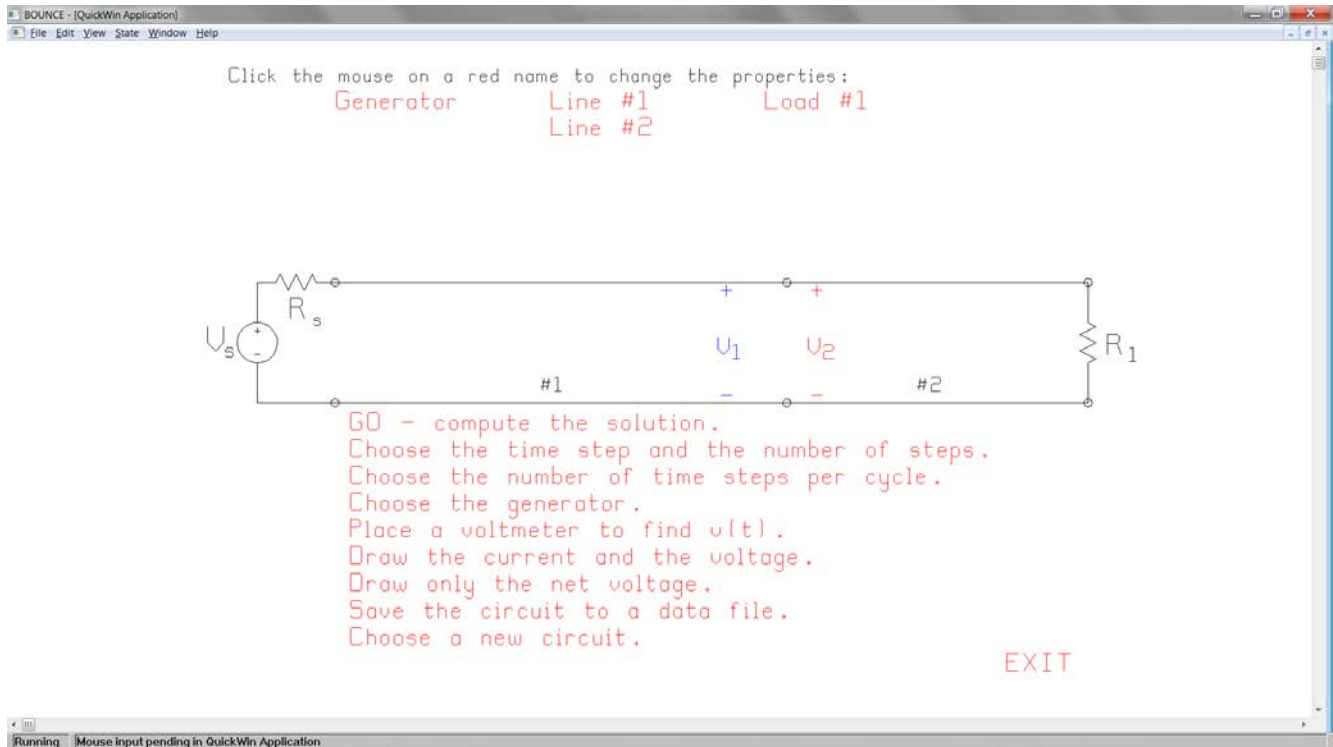 BOUNCE - [QuickWin Application]
File Edit View State Window Help
Click the mouse on a red name to change the properties:
Generator Line #1 Load #1
Line #2
+ +
Rs
Vs + - V1 V2 R1
#1 #2
- -
GO - compute the solution.
Choose the time step and the number of steps.
Choose the number of time steps per cycle.
Choose the generator.
Place a voltmeter to find v(t).
Draw the current and the voltage.
Draw only the net voltage.
Save the circuit to a data file.
Choose a new circuit.
EXIT
Running Mouse input pending in QuickWin Application